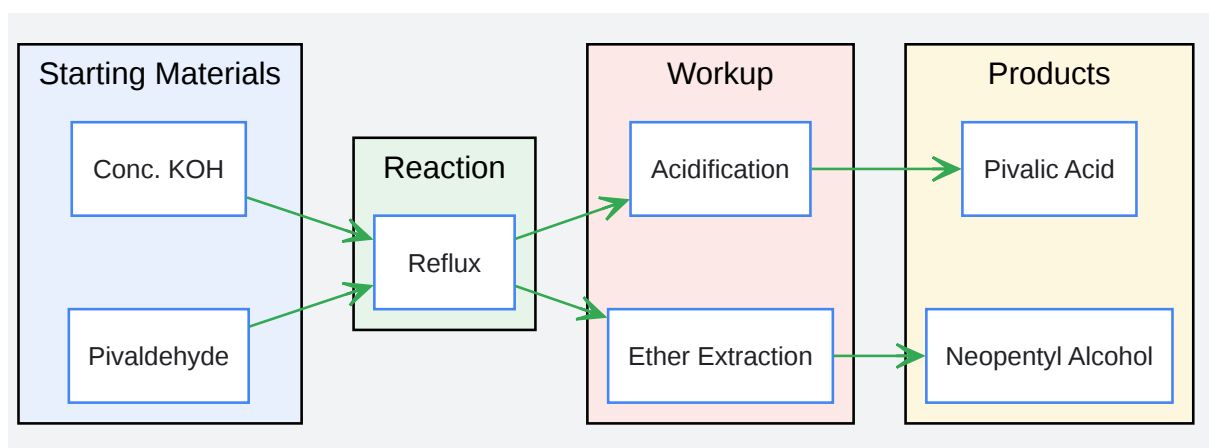 Starting Materials
Conc. KOH
Pivaldehyde
Reaction
Reflux
Workup
Acidification
Ether Extraction
Products
Pivalic Acid
Neopentyl Alcohol